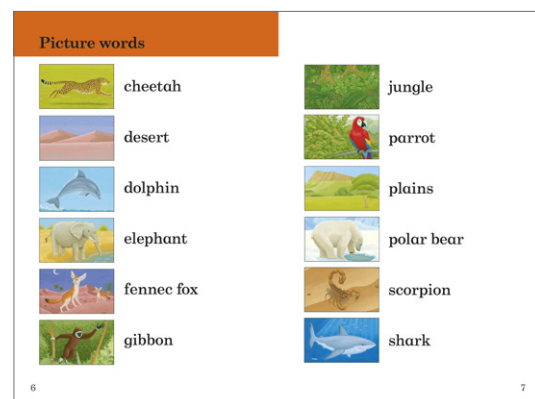 Picture words
cheetah
desert
dolphin
elephant
fennec fox
gibbon
6
jungle
parrot
plains
polar bear
scorpion
shark
7